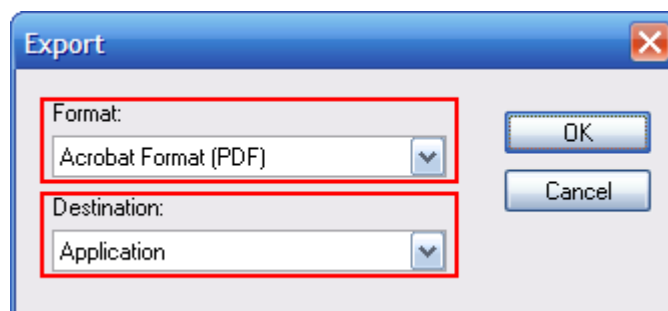 Export
Format:
Acrobat Format (PDF)
OK
Cancel
Destination:
Application